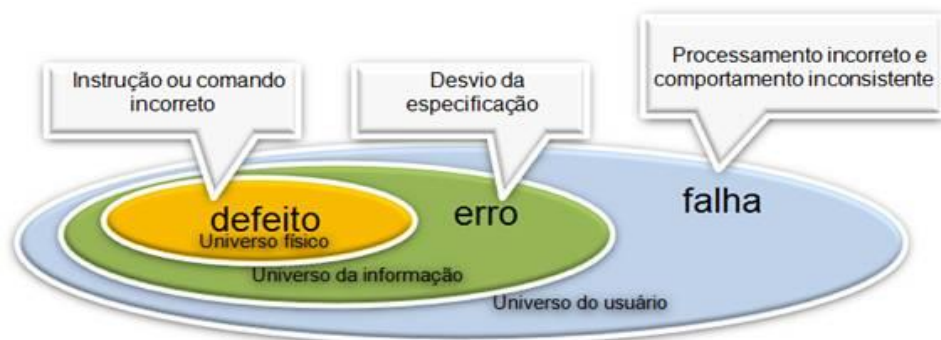 Instrução ou comando
incorreto
Desvio da
especificação
Processamento incorreto e
comportamento inconsistente
defeito
Universo físico
erro
Universo da informação
falha
Universo do usuário